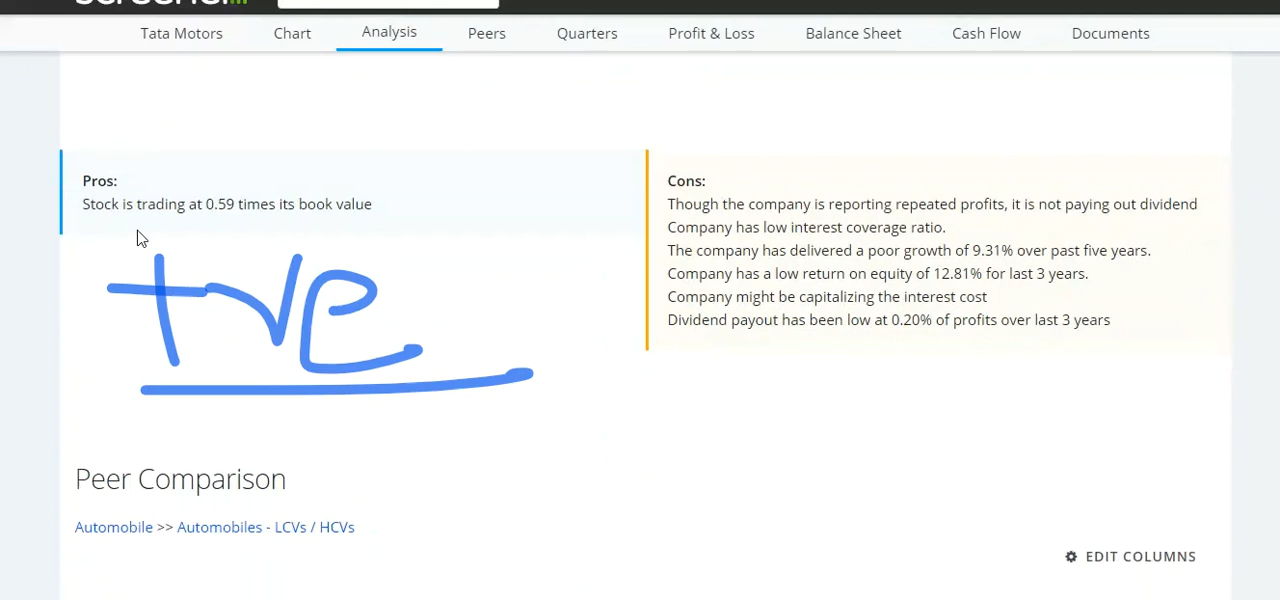 screener
Tata Motors Chart Analysis Peers Quarters Profit & Loss Balance Sheet Cash Flow Documents
Pros:
Stock is trading at 0.59 times its book value
+ve
Cons:
Though the company is reporting repeated profits, it is not paying out dividend
Company has low interest coverage ratio.
The company has delivered a poor growth of 9.31% over past five years.
Company has a low return on equity of 12.81% for last 3 years.
Company might be capitalizing the interest cost
Dividend payout has been low at 0.20% of profits over last 3 years
Peer Comparison
Automobile >> Automobiles - LCVs / HCVs
EDIT COLUMNS